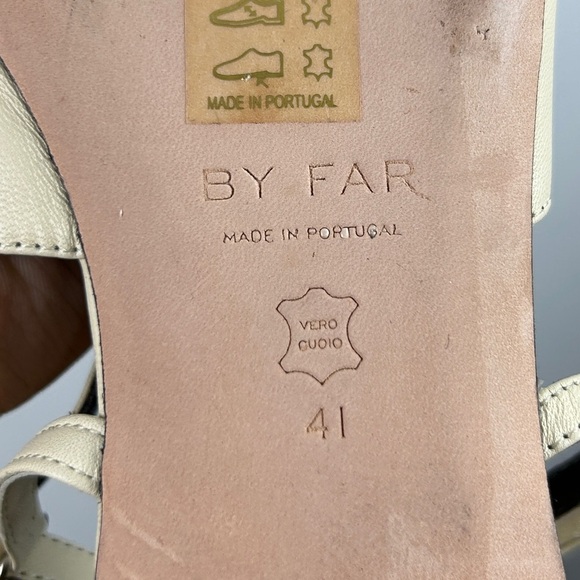 MADE IN PORTUGAL
BY FAR
MADE IN PORTUGAL
VERO
CUOIO
41